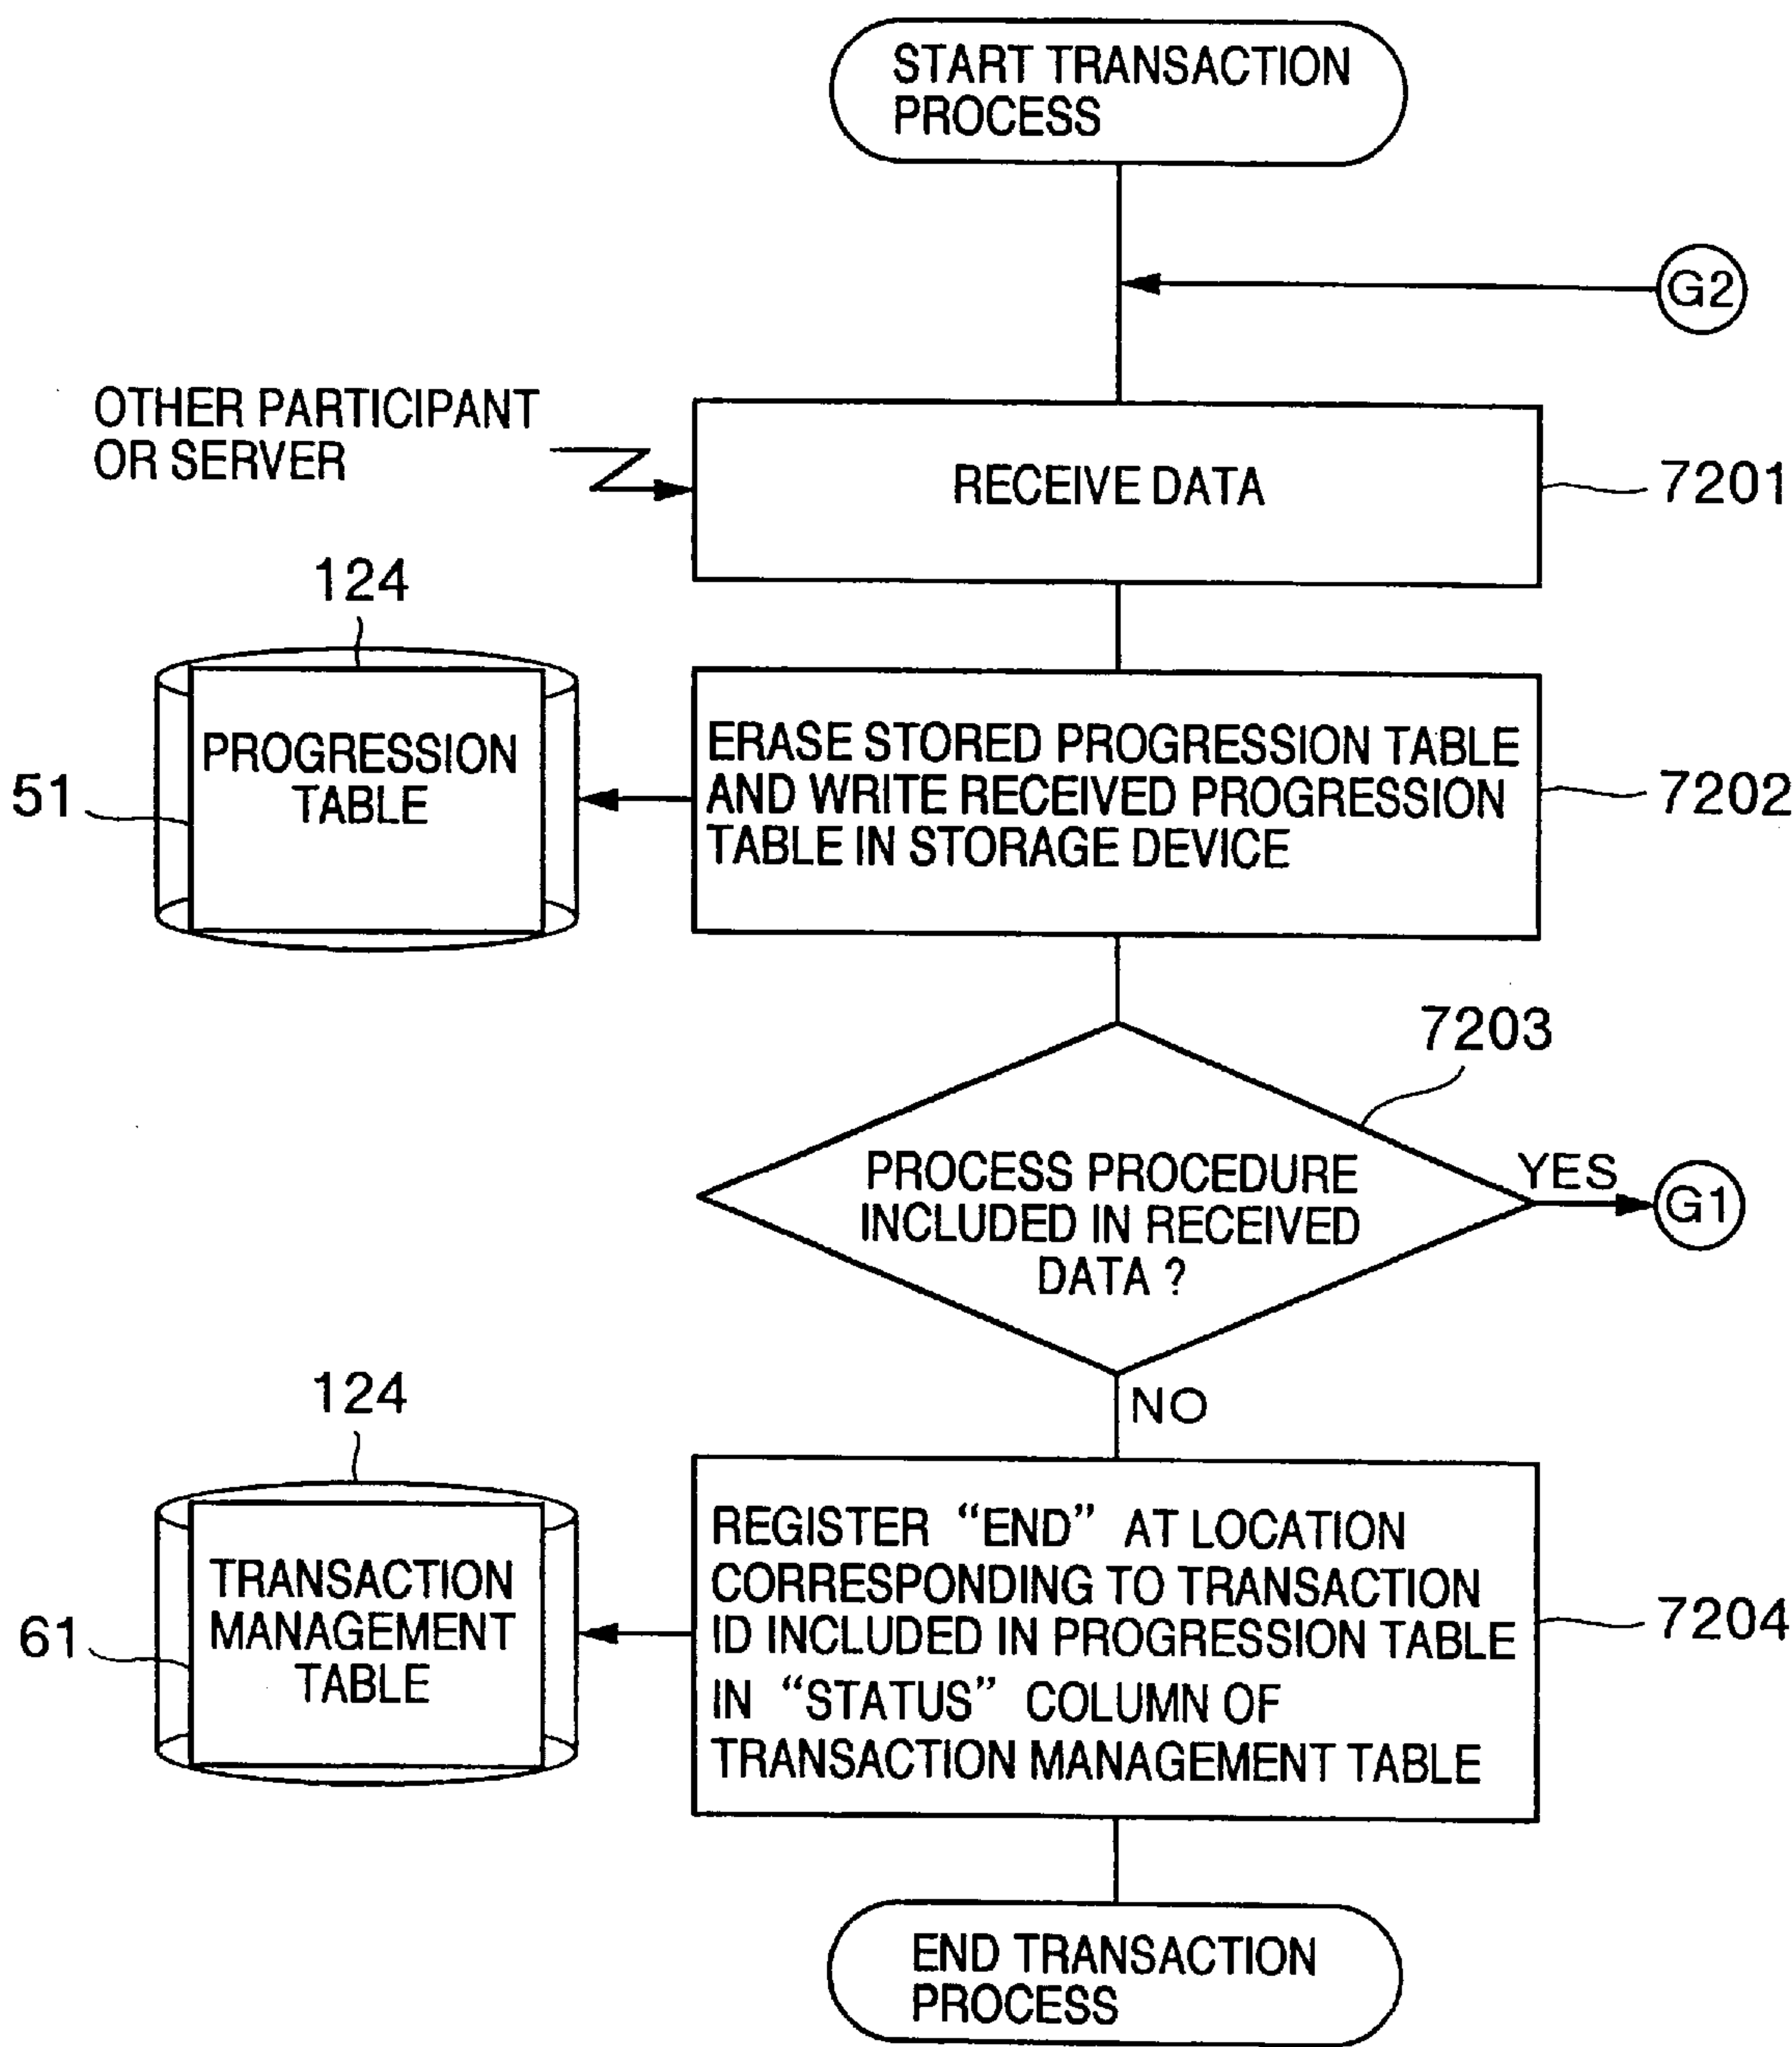 START TRANSACTION
PROCESS
G2
OTHER PARTICIPANT
OR SERVER
RECEIVE DATA
7201
124
PROGRESSION
TABLE
51
ERASE STORED PROGRESSION TABLE
AND WRITE RECEIVED PROGRESSION
TABLE IN STORAGE DEVICE
7202
7203
PROCESS PROCEDURE
INCLUDED IN RECEIVED
DATA ?
YES
G1
NO
124
TRANSACTION
MANAGEMENT
TABLE
61
REGISTER “END” AT LOCATION
CORRESPONDING TO TRANSACTION
ID INCLUDED IN PROGRESSION TABLE
IN “STATUS” COLUMN OF
TRANSACTION MANAGEMENT TABLE
7204
END TRANSACTION
PROCESS